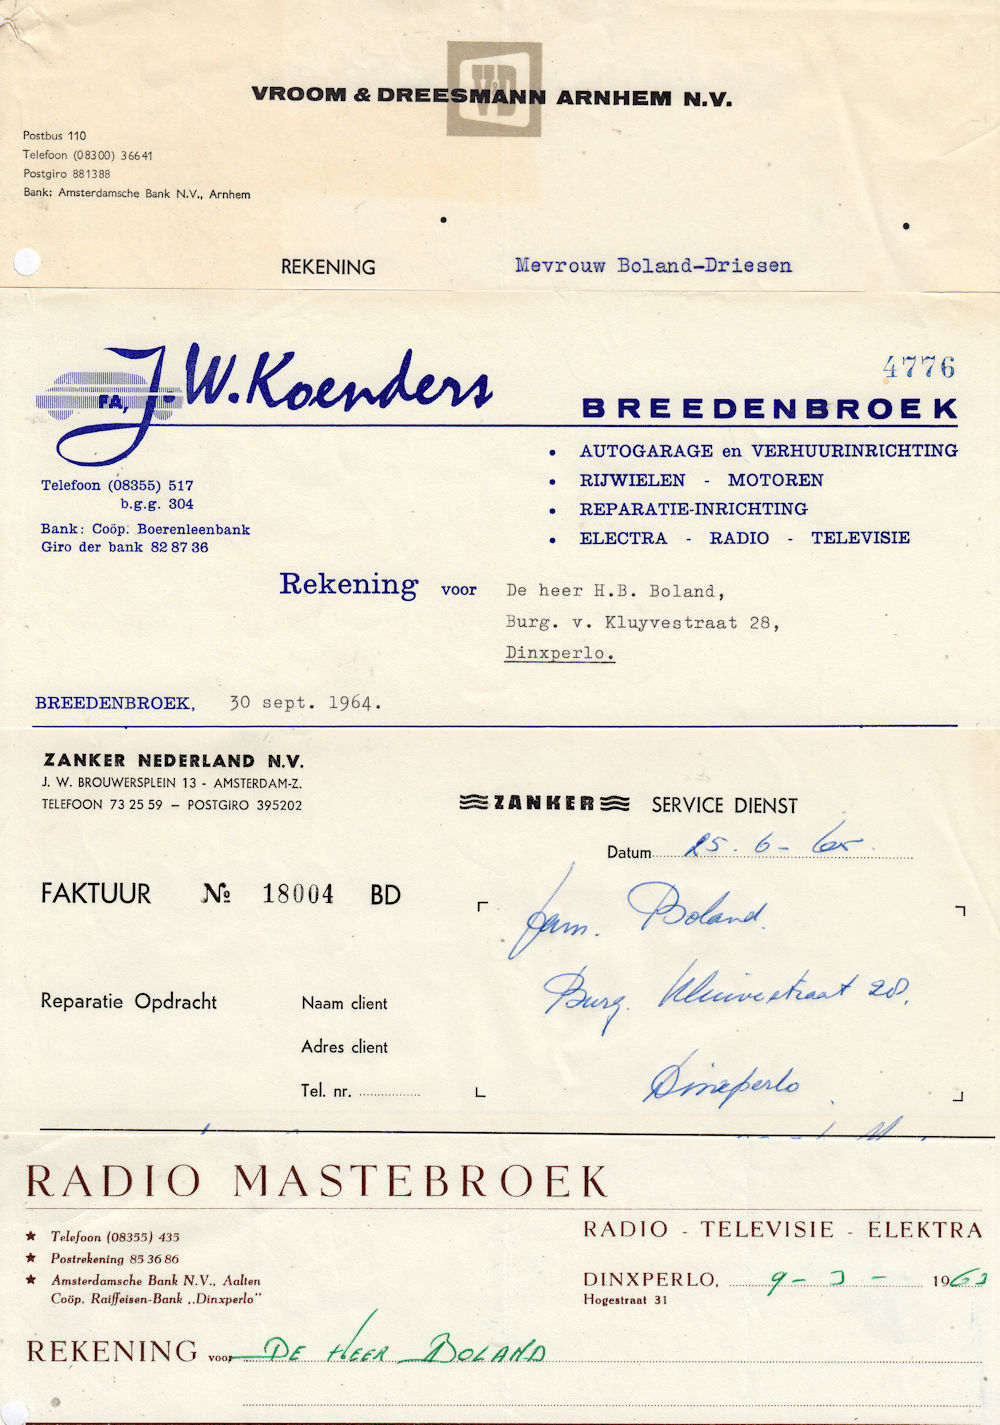 V&D
VROOM & DREESMANN ARNHEM N.V.
Postbus 110
Telefoon (08300) 36641
Postgiro 881388
Bank: Amsterdamsche Bank N.V., Arnhem
REKENING
Mevrouw Boland-Driesen
FA, J.W.Koenders
4776
BREEDENBROEK
• AUTOGARAGE en VERHUURINRICHTING
• RIJWIELEN - MOTOREN
• REPARATIE-INRICHTING
• ELECTRA - RADIO - TELEVISIE
Telefoon (08355) 517
b.g.g. 304
Bank: Coöp. Boerenleenbank
Giro der bank 82 87 36
Rekening voor
De heer H.B. Boland,
Burg. v. Kluyvestraat 28,
Dinxperlo.
BREEDENBROEK, 30 sept. 1964.
ZANKER NEDERLAND N.V.
J. W. BROUWERSPLEIN 13 - AMSTERDAM-Z.
TELEFOON 73 25 59 – POSTGIRO 395202
ZANKER SERVICE DIENST
Datum 25. 6 - 65.
FAKTUUR № 18004 BD
fam. Boland.
Reparatie Opdracht
Naam client
Adres client
Tel. nr.
Burg. Kluivestraat 28.
Dinxperlo
RADIO MASTEBROEK
★ Telefoon (08355) 435
★ Postrekening 85 36 86
★ Amsterdamsche Bank N.V., Aalten
Coöp. Raiffeisen-Bank „Dinxperlo”
RADIO - TELEVISIE - ELEKTRA
DINXPERLO, 9 - 3 - 1963
Hogestraat 31
REKENING voor DE HEER BOLAND